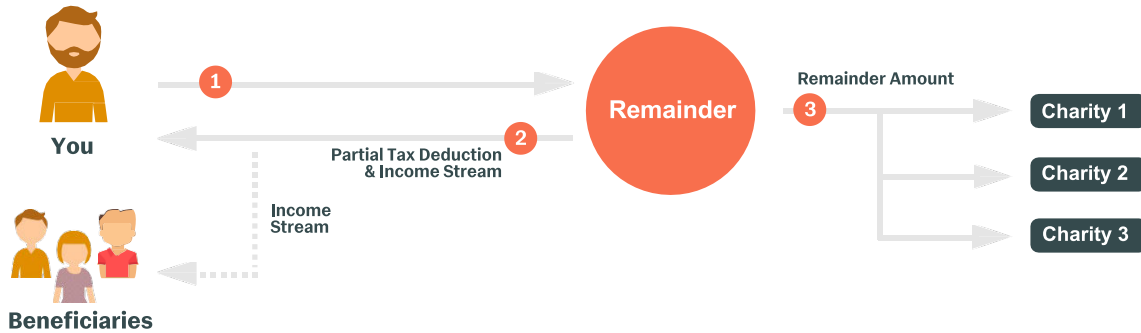 1
Remainder
Remainder Amount
3
Charity 1
You
2
Partial Tax Deduction
& Income Stream
Charity 2
Income
Stream
Charity 3
Beneficiaries